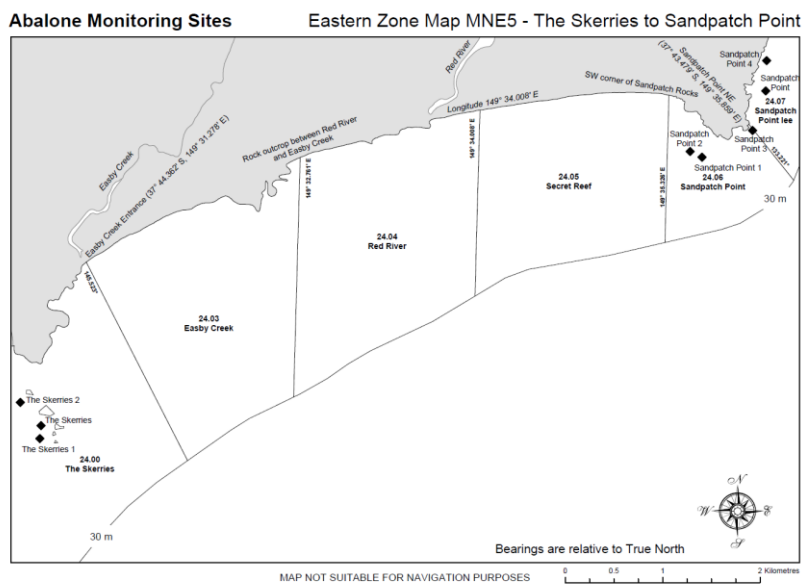 Abalone Monitoring Sites
Eastern Zone Map MNE5 - The Skerries to Sandpatch Point
Sandpatch
Point 4
Sandpatch
Point
24.07
Sandpatch
Point lee
Sandpatch Point NE
(37° 43.479' S, 149° 35.859' E)
Red River
SW corner of Sandpatch Rocks
Longitude 149° 34.008' E
Rock outcrop between Red River
and Easby Creek
Easby Creek
Easby Creek Entrance (37° 44.362' S, 149° 31.278' E)
Sandpatch
Point 2
Sandpatch
Point 3
Sandpatch Point 1
24.06
Sandpatch Point
133.221°
30 m
149° 32.761' E
149° 34.008' E
149° 35.328' E
24.05
Secret Reef
24.04
Red River
145.523°
24.03
Easby Creek
The Skerries 2
The Skerries
The Skerries 1
24.00
The Skerries
30 m
N
W
E
S
Bearings are relative to True North
MAP NOT SUITABLE FOR NAVIGATION PURPOSES
0 0.5 1 2 Kilometres